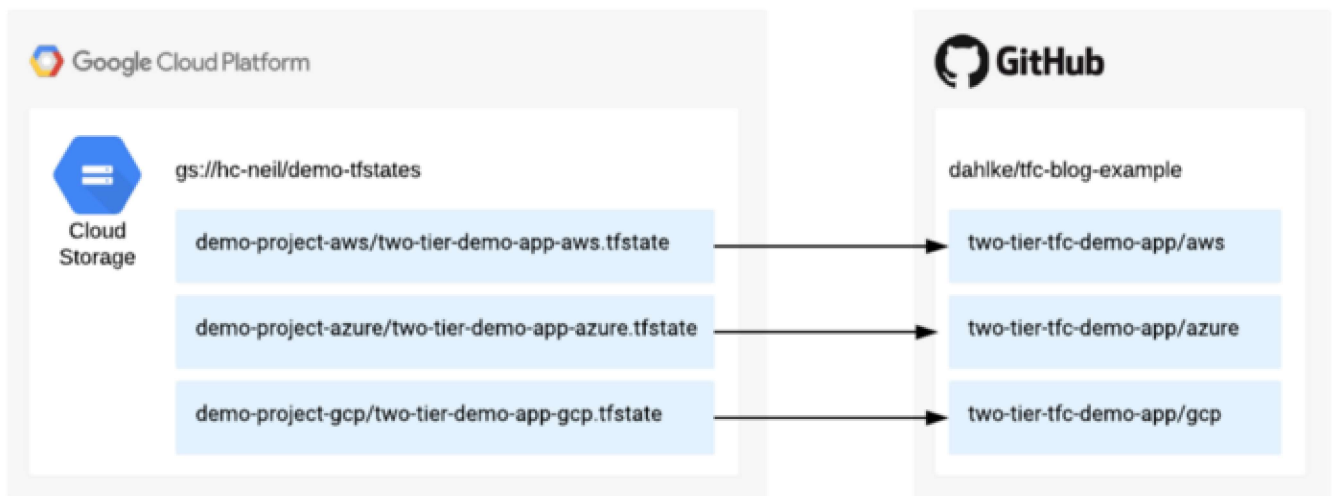 Google Cloud Platform
GitHub
Cloud
Storage
gs://hc-neil/demo-tfstates
demo-project-aws/two-tier-demo-app-aws.tfstate
demo-project-azure/two-tier-demo-app-azure.tfstate
demo-project-gcp/two-tier-demo-app-gcp.tfstate
dahlke/tfc-blog-example
two-tier-tfc-demo-app/aws
two-tier-tfc-demo-app/azure
two-tier-tfc-demo-app/gcp